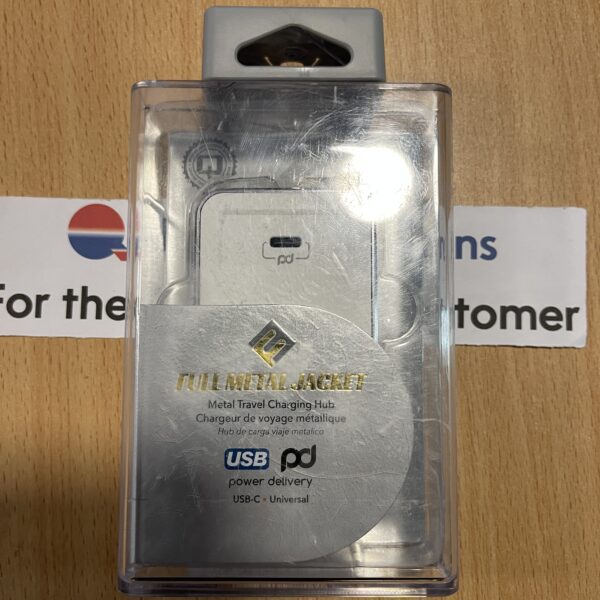 pd
ns
For the
tomer
FULL METAL JACKET
Metal Travel Charging Hub
Chargeur de voyage métallique
Hub de carga viaje metalico
USB pd
power delivery
USB-C • Universal